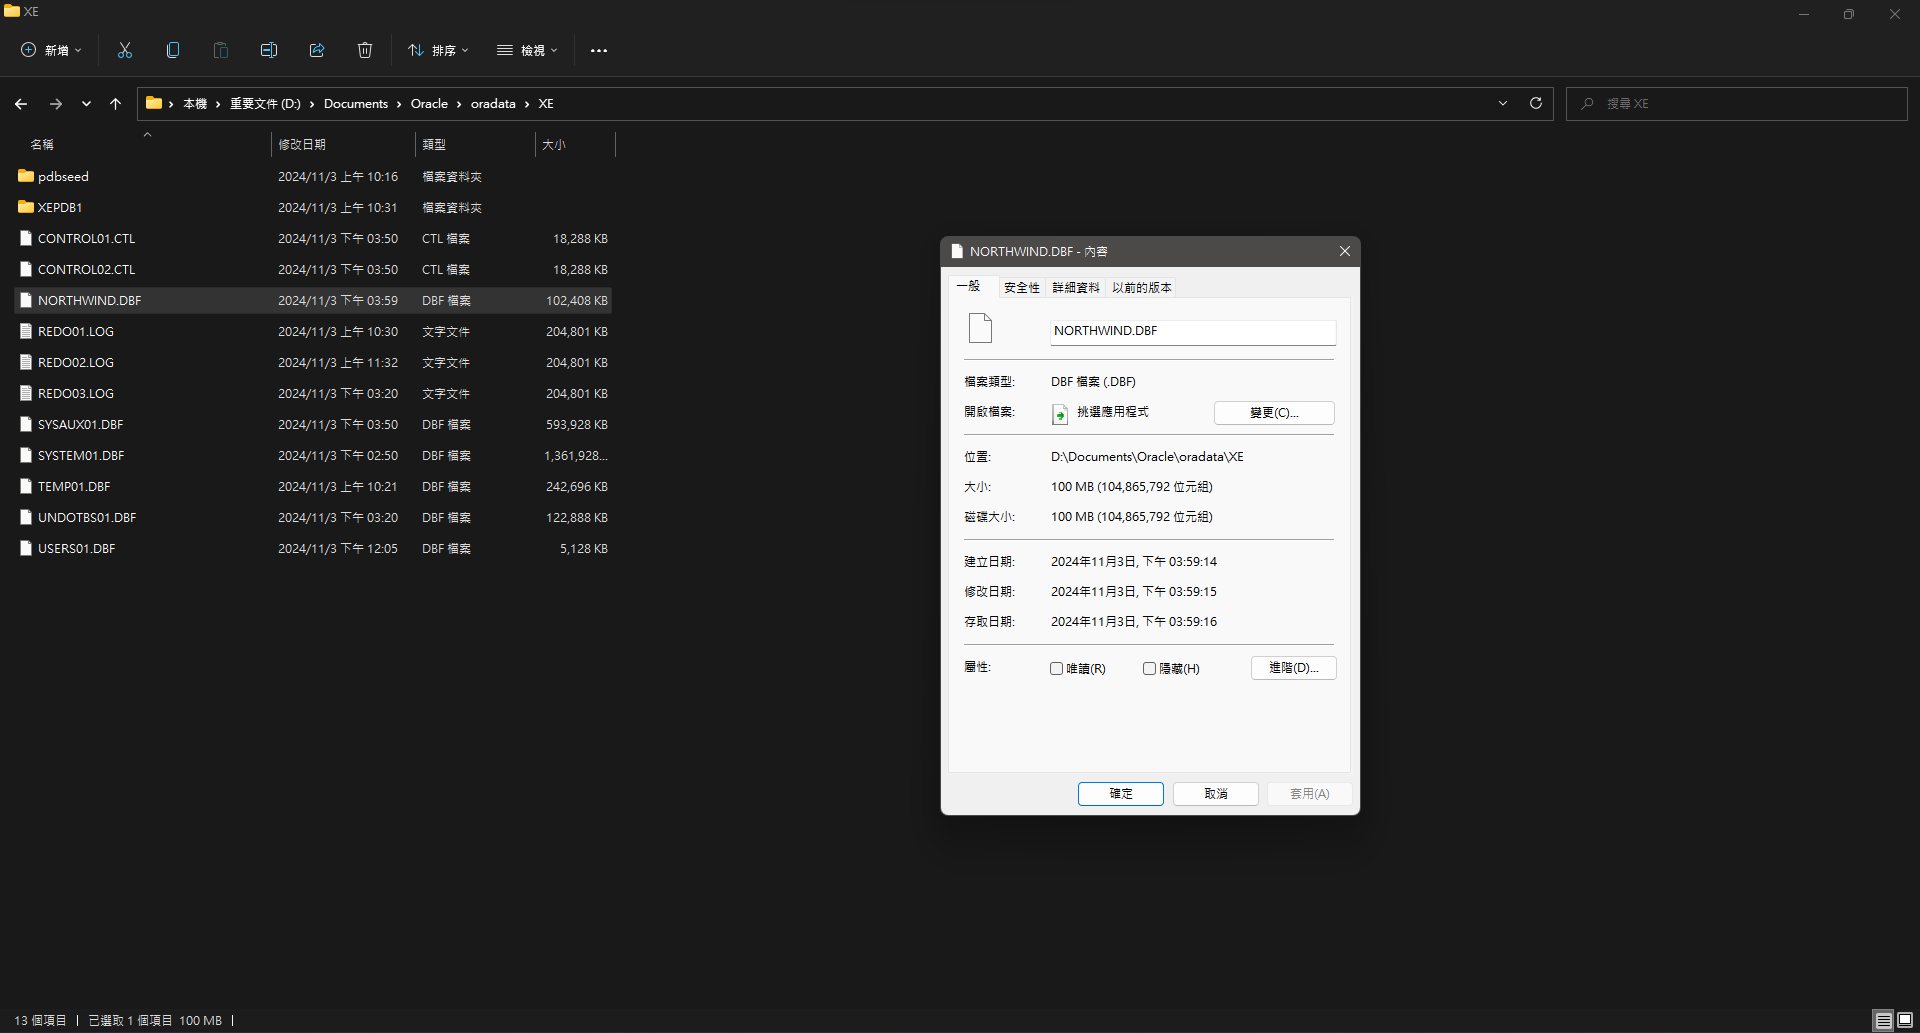 XE
新增
排序
檢視
本機 › 重要文件 (D:) › Documents › Oracle › oradata › XE
搜尋 XE
名稱 修改日期 類型 大小
pdbseed 2024/11/3 上午 10:16 檔案資料夾
XEPDB1 2024/11/3 上午 10:31 檔案資料夾
CONTROL01.CTL 2024/11/3 下午 03:50 CTL 檔案 18,288 KB
CONTROL02.CTL 2024/11/3 下午 03:50 CTL 檔案 18,288 KB
NORTHWIND.DBF 2024/11/3 下午 03:59 DBF 檔案 102,408 KB
REDO01.LOG 2024/11/3 上午 10:30 文字文件 204,801 KB
REDO02.LOG 2024/11/3 上午 11:32 文字文件 204,801 KB
REDO03.LOG 2024/11/3 下午 03:20 文字文件 204,801 KB
SYSAUX01.DBF 2024/11/3 下午 03:50 DBF 檔案 593,928 KB
SYSTEM01.DBF 2024/11/3 下午 02:50 DBF 檔案 1,361,928...
TEMP01.DBF 2024/11/3 上午 10:21 DBF 檔案 242,696 KB
UNDOTBS01.DBF 2024/11/3 下午 03:20 DBF 檔案 122,888 KB
USERS01.DBF 2024/11/3 下午 12:05 DBF 檔案 5,128 KB
NORTHWIND.DBF - 內容
一般 安全性 詳細資料 以前的版本
NORTHWIND.DBF
檔案類型: DBF 檔案 (.DBF)
開啟檔案: 挑選應用程式 變更(C)...
位置: D:\Documents\Oracle\oradata\XE
大小: 100 MB (104,865,792 位元組)
磁碟大小: 100 MB (104,865,792 位元組)
建立日期: 2024年11月3日, 下午 03:59:14
修改日期: 2024年11月3日, 下午 03:59:15
存取日期: 2024年11月3日, 下午 03:59:16
屬性: 唯讀(R) 隱藏(H) 進階(D)...
確定 取消 套用(A)
13 個項目 | 已選取 1 個項目 100 MB |